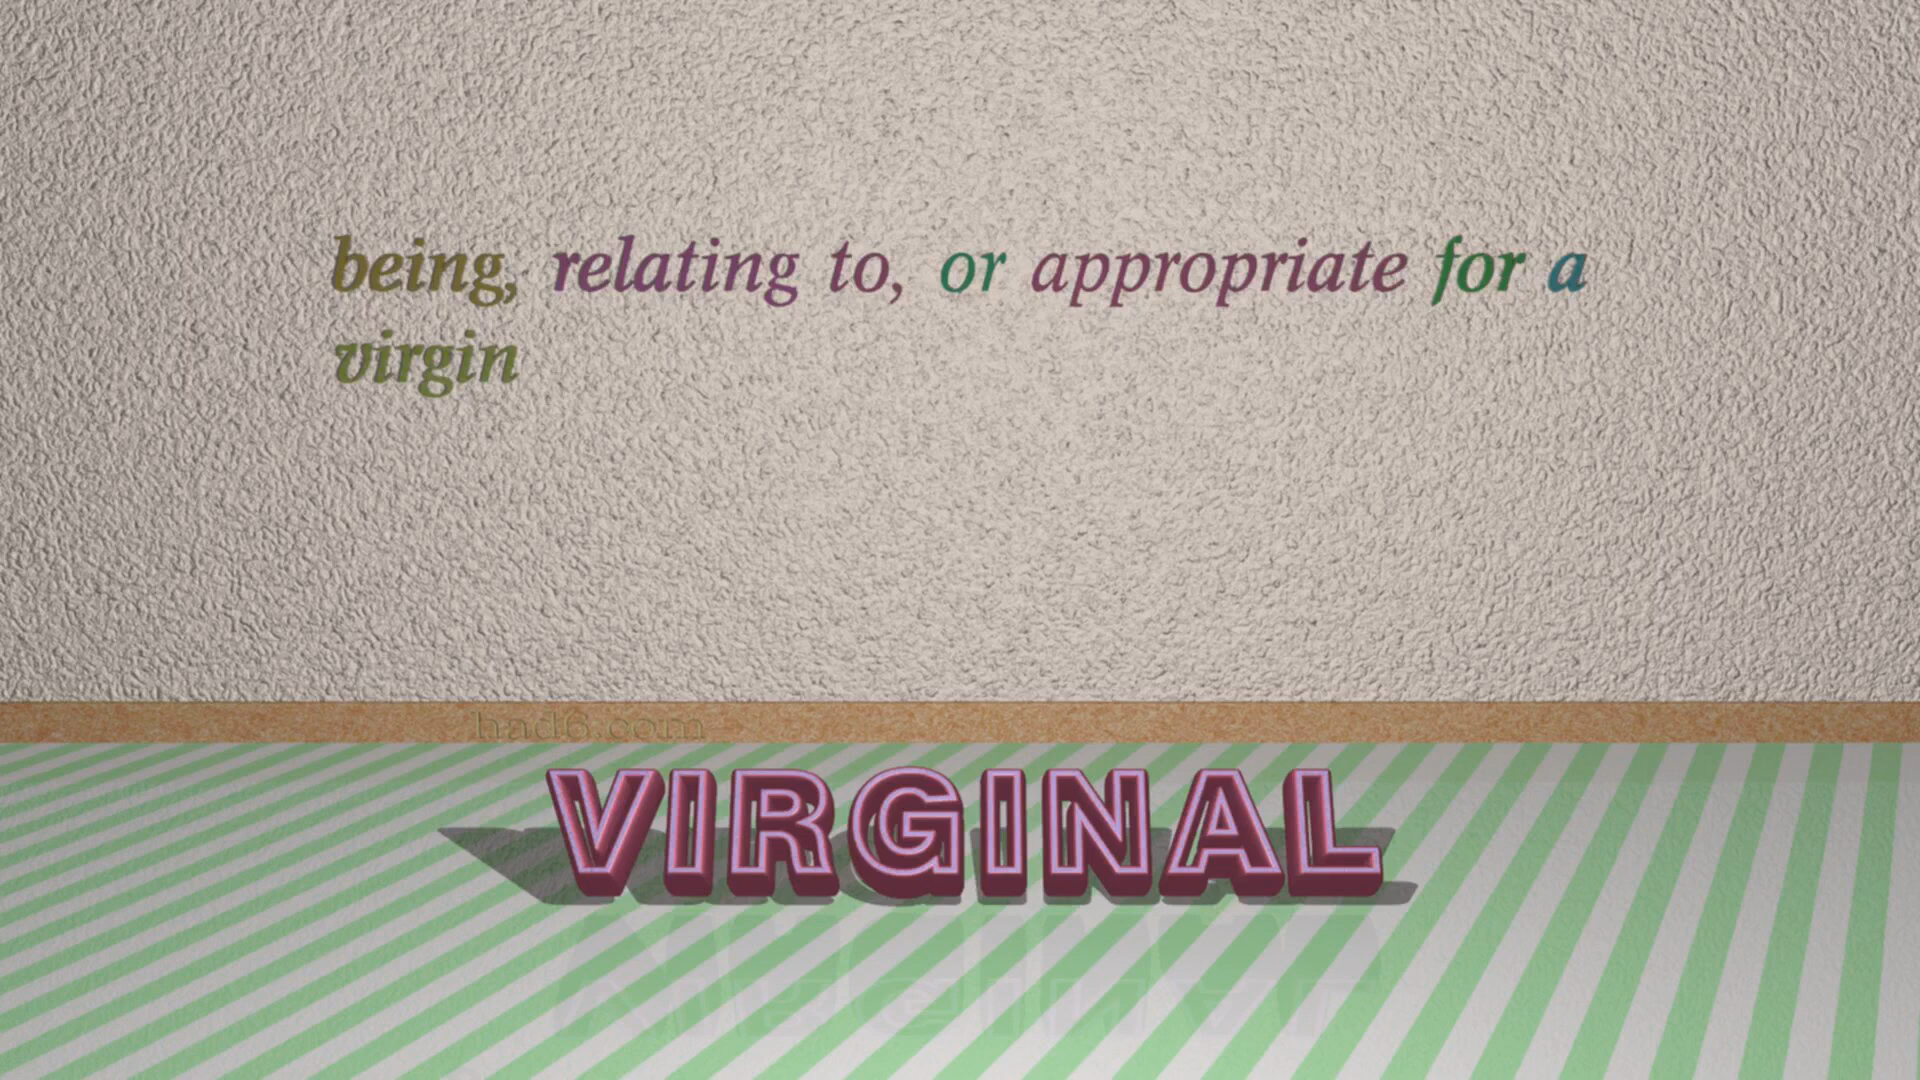 being, relating to, or appropriate for a
virgin
had6.com
VIRGINAL